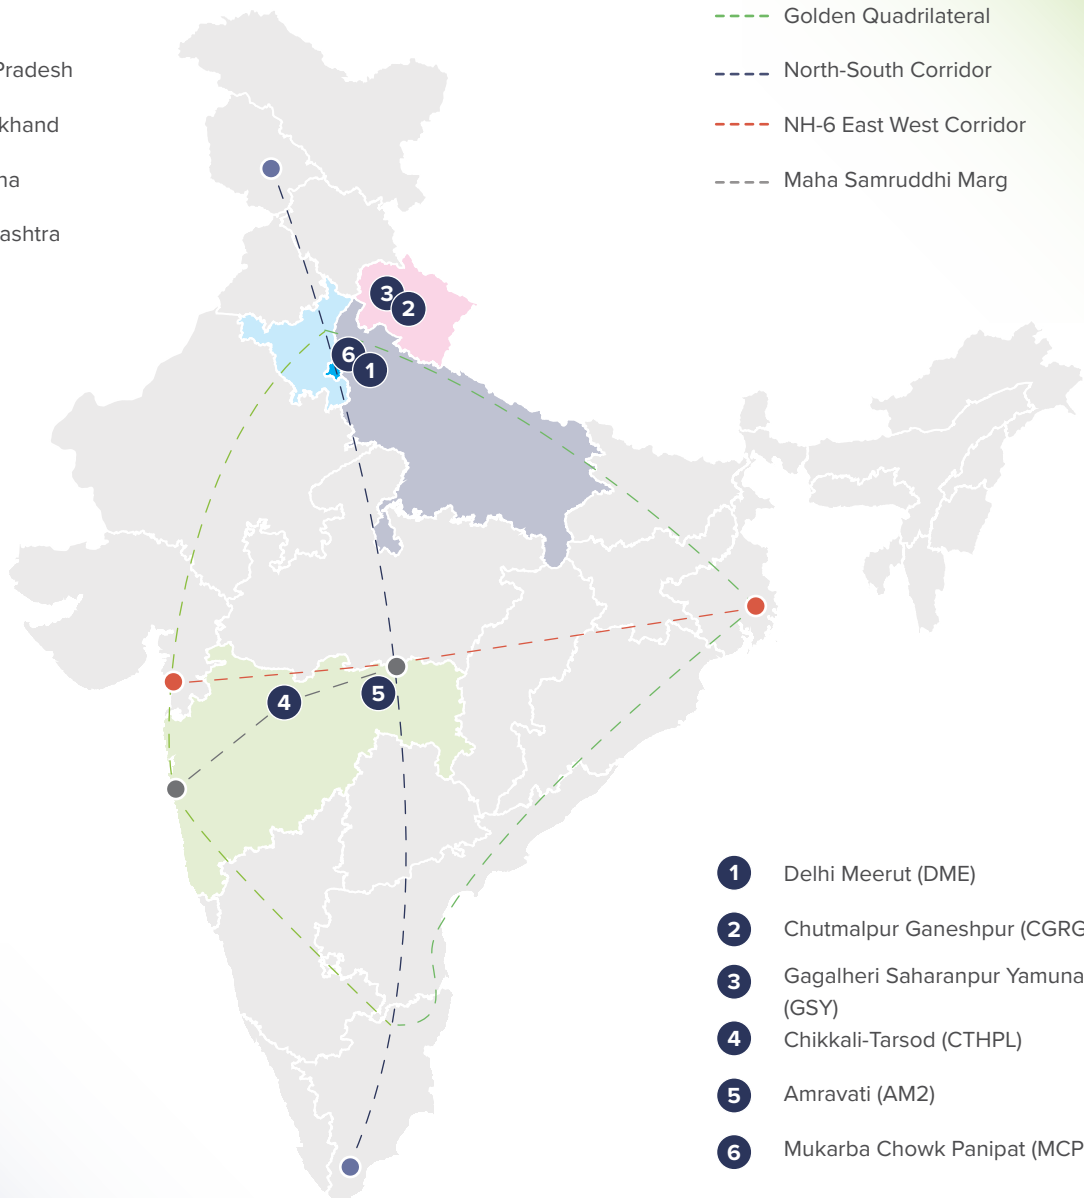 Pradesh
khand
na
ashtra
Golden Quadrilateral
North-South Corridor
NH-6 East West Corridor
Maha Samruddhi Marg
3
2
6
1
4
5
1 Delhi Meerut (DME)
2 Chutmalpur Ganeshpur (CGRG
3 Gagalheri Saharanpur Yamuna
(GSY)
4 Chikkali-Tarsod (CTHPL)
5 Amravati (AM2)
6 Mukarba Chowk Panipat (MCP